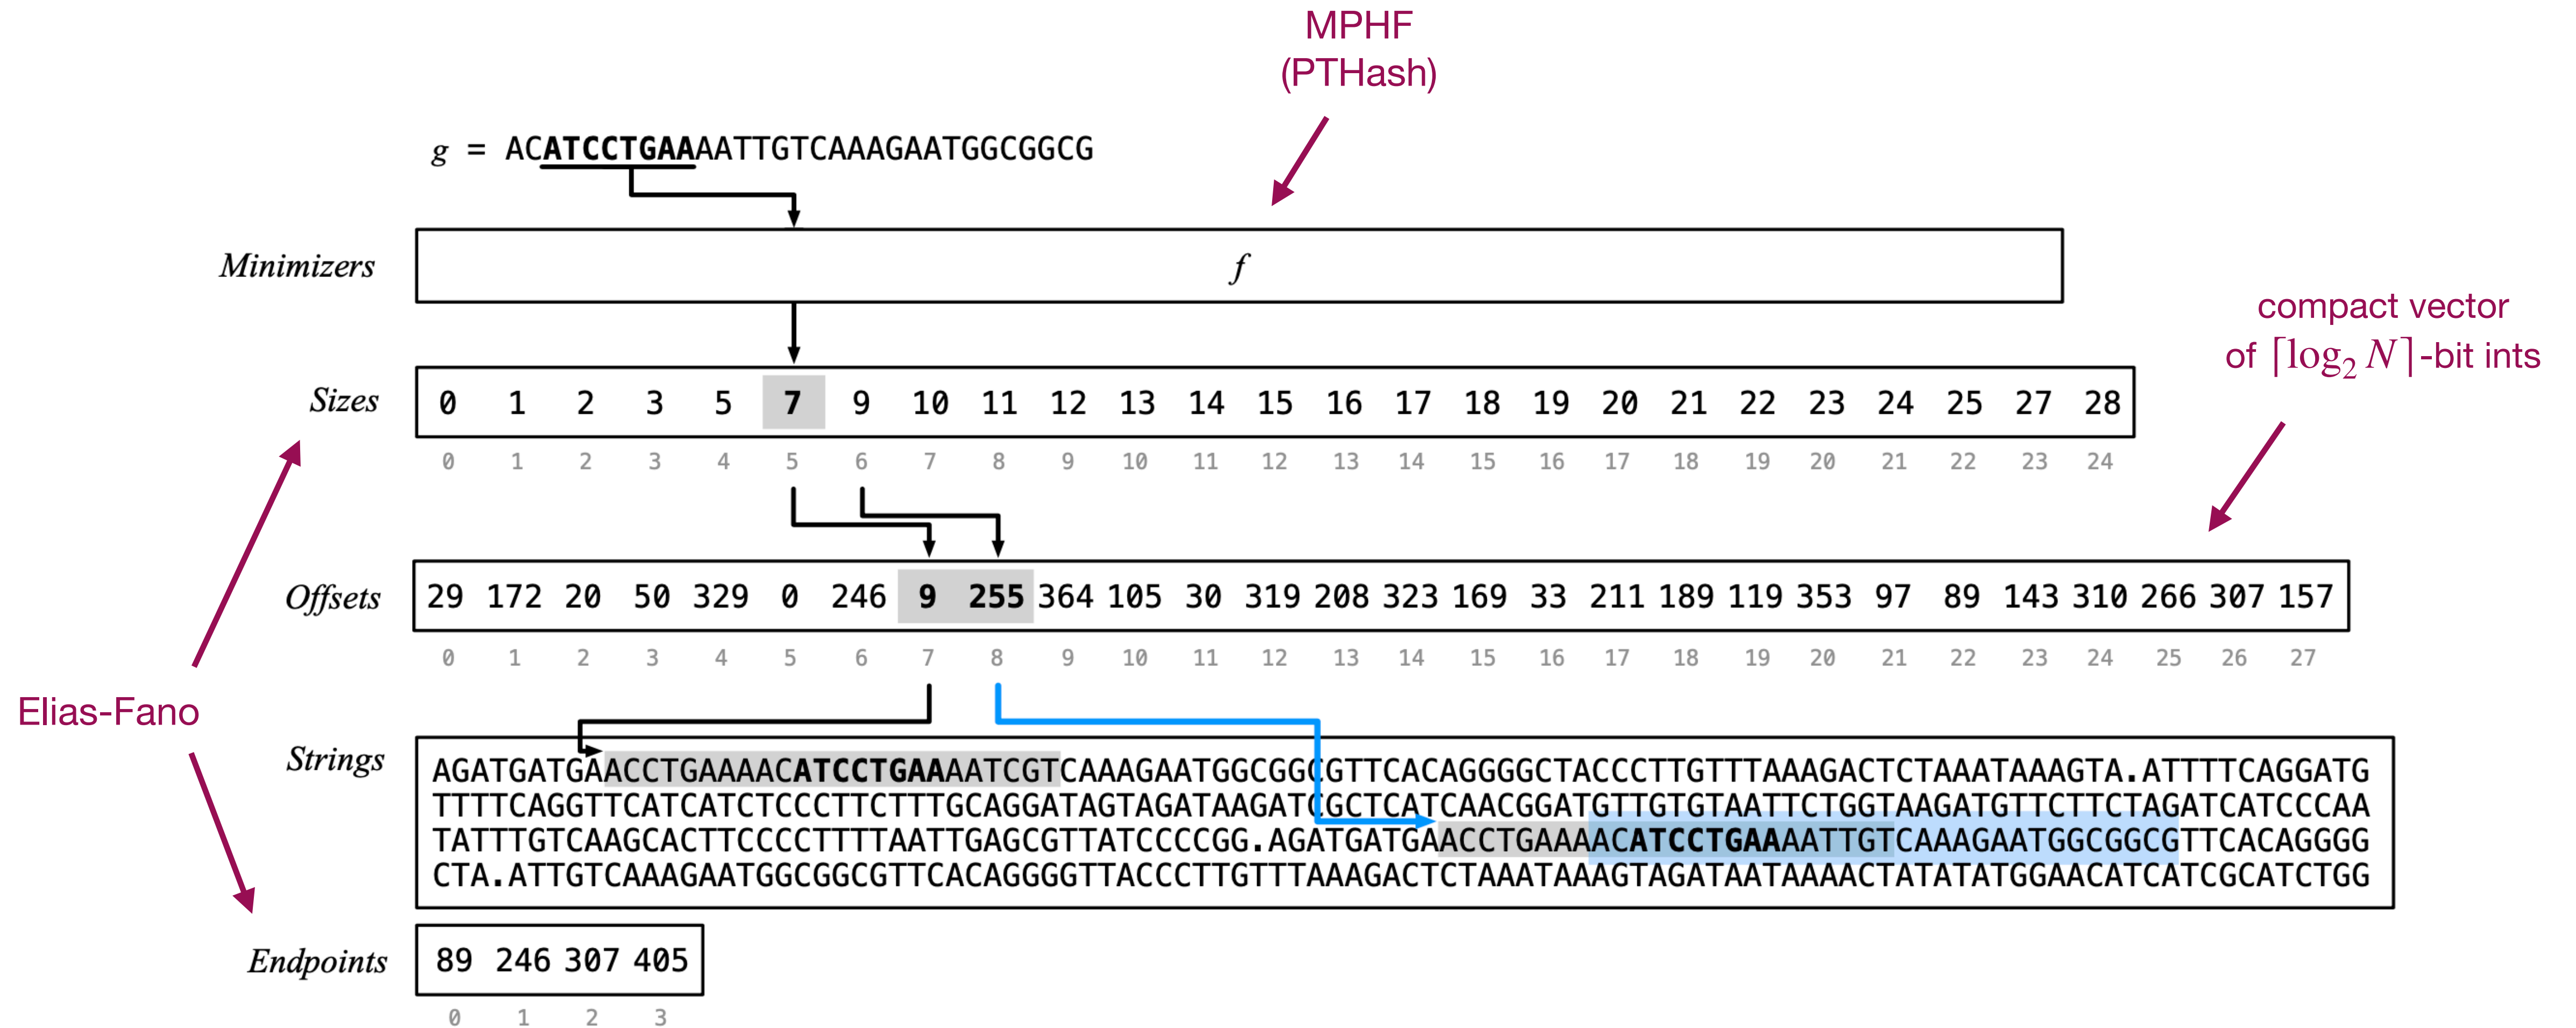 MPHF
(PTHash)
g = ACATCCTGAAAATTGTCAAAGAATGGCGGCG
Minimizers
f
compact vector
of ⌈log₂ N⌉-bit ints
Sizes
0 1 2 3 5 7 9 10 11 12 13 14 15 16 17 18 19 20 21 22 23 24 25 27 28
0 1 2 3 4 5 6 7 8 9 10 11 12 13 14 15 16 17 18 19 20 21 22 23 24
Offsets
29 172 20 50 329 0 246 9 255 364 105 30 319 208 323 169 33 211 189 119 353 97 89 143 310 266 307 157
0 1 2 3 4 5 6 7 8 9 10 11 12 13 14 15 16 17 18 19 20 21 22 23 24 25 26 27
Elias-Fano
Strings
AGATGATGAACCTGAAAACATCCTGAAAATCGTCAAAGAATGGCGGCGTTCACAGGGGCTACCCTTGTTTAAAGACTCTAAATAAAGTA.ATTTTCAGGATG
TTTTCAGGTTCATCATCTCCCTTCTTTGCAGGATAGTAGATAAGATCGCTCATCAACGGATGTTGTGTAATTCTGGTAAGATGTTCTTCTAGATCATCCCAA
TATTTGTCAAGCACTTCCCCTTTTAATTGAGCGTTATCCCCGG.AGATGATGAACCTGAAAACATCCTGAAAATTGTCAAAGAATGGCGGCGTTCACAGGGG
CTA.ATTGTCAAAGAATGGCGGCGTTCACAGGGGTTACCCTTGTTTAAAGACTCTAAATAAAGTAGATAATAAAACTATATATGGAACATCATCGCATCTGG
Endpoints
89 246 307 405
0 1 2 3